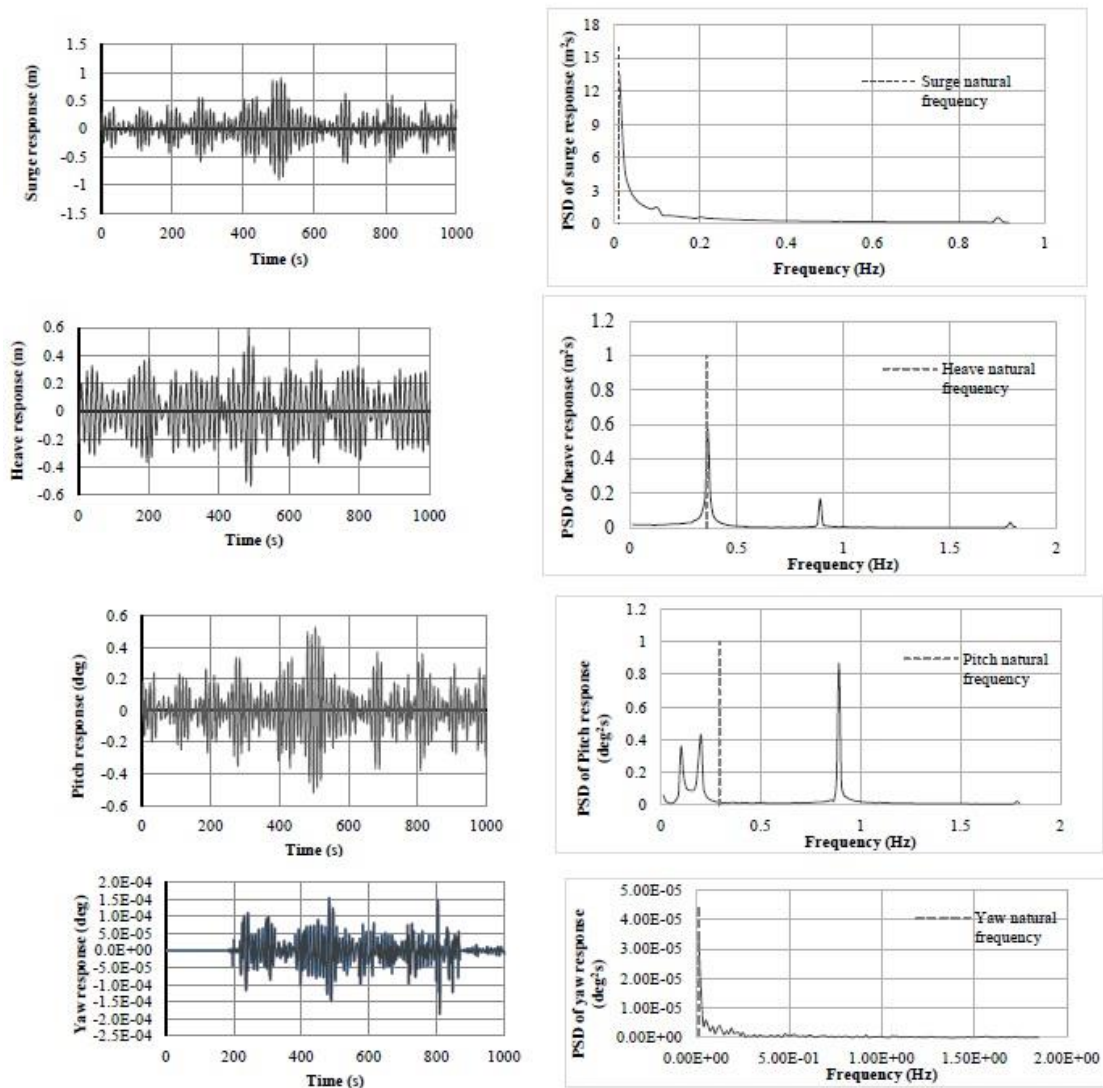 1.5
1
0.5
0
-0.5
-1
-1.5
0 200 400 600 800 1000
Surge response (m)
Time (s)
18
15
12
9
6
3
0
0 0.2 0.4 0.6 0.8 1
PSD of surge response (m²s)
Frequency (Hz)
Surge natural
frequency
0.6
0.4
0.2
0
-0.2
-0.4
-0.6
0 200 400 600 800 1000
Heave response (m)
Time (s)
1.2
1
0.8
0.6
0.4
0.2
0
0 0.5 1 1.5 2
PSD of heave response (m²s)
Frequency (Hz)
Heave natural
frequency
0.6
0.4
0.2
0
-0.2
-0.4
-0.6
0 200 400 600 800 1000
Pitch response (deg)
Time (s)
1.2
1
0.8
0.6
0.4
0.2
0
0 0.5 1 1.5 2
PSD of Pitch response
(deg²s)
Frequency (Hz)
Pitch natural
frequency
2.0E-04
1.5E-04
1.0E-04
5.0E-05
0.0E+00
-5.0E-05
-1.0E-04
-1.5E-04
-2.0E-04
-2.5E-04
0 200 400 600 800 1000
Yaw response (deg)
Time (s)
5.00E-05
4.00E-05
3.00E-05
2.00E-05
1.00E-05
0.00E+00
0.00E+00 5.00E-01 1.00E+00 1.50E+00 2.00E+00
PSD of yaw response
(deg²s)
Frequency (Hz)
Yaw natural
frequency